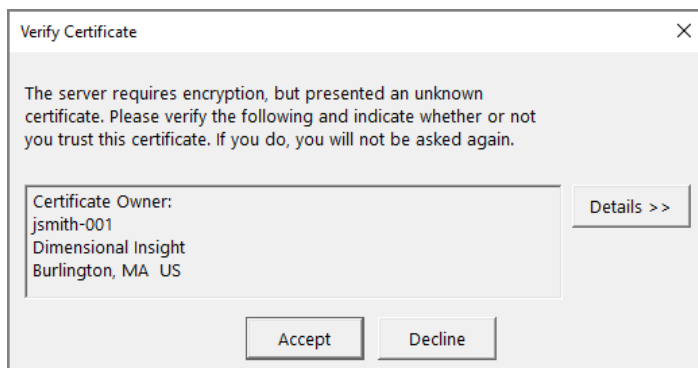 Verify Certificate
The server requires encryption, but presented an unknown
certificate. Please verify the following and indicate whether or not
you trust this certificate. If you do, you will not be asked again.
Certificate Owner:
jsmith-001
Dimensional Insight
Burlington, MA  US
Details >>
Accept
Decline